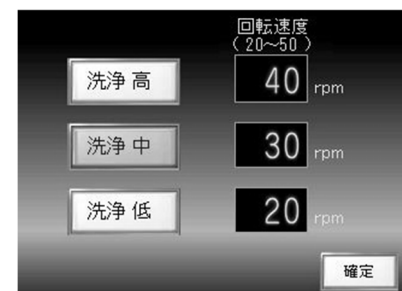 回転速度
（20～50）
洗浄 高 40 rpm
洗浄 中 30 rpm
洗浄 低 20 rpm
確定